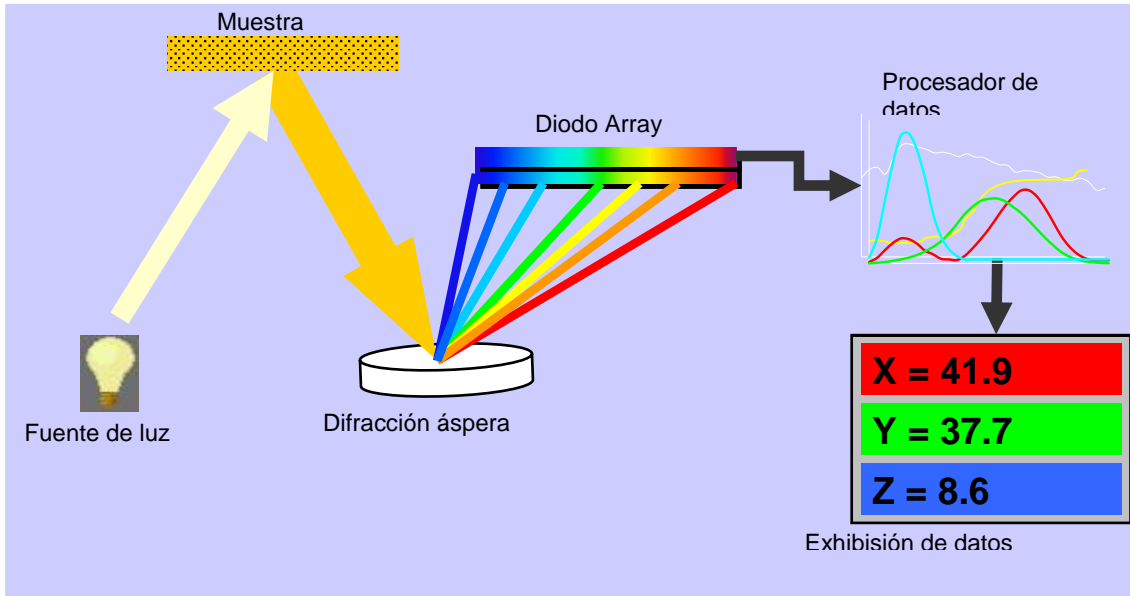 Muestra
Procesador de
datos
Diodo Array
X = 41.9
Y = 37.7
Z = 8.6
Fuente de luz
Difracción áspera
Exhibición de datos